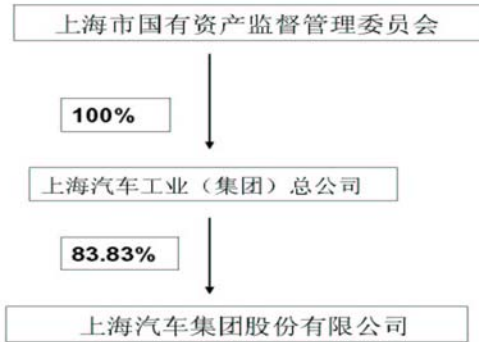 上海市国有资产监督管理委员会
100%
上海汽车工业（集团）总公司
83.83%
上海汽车集团股份有限公司